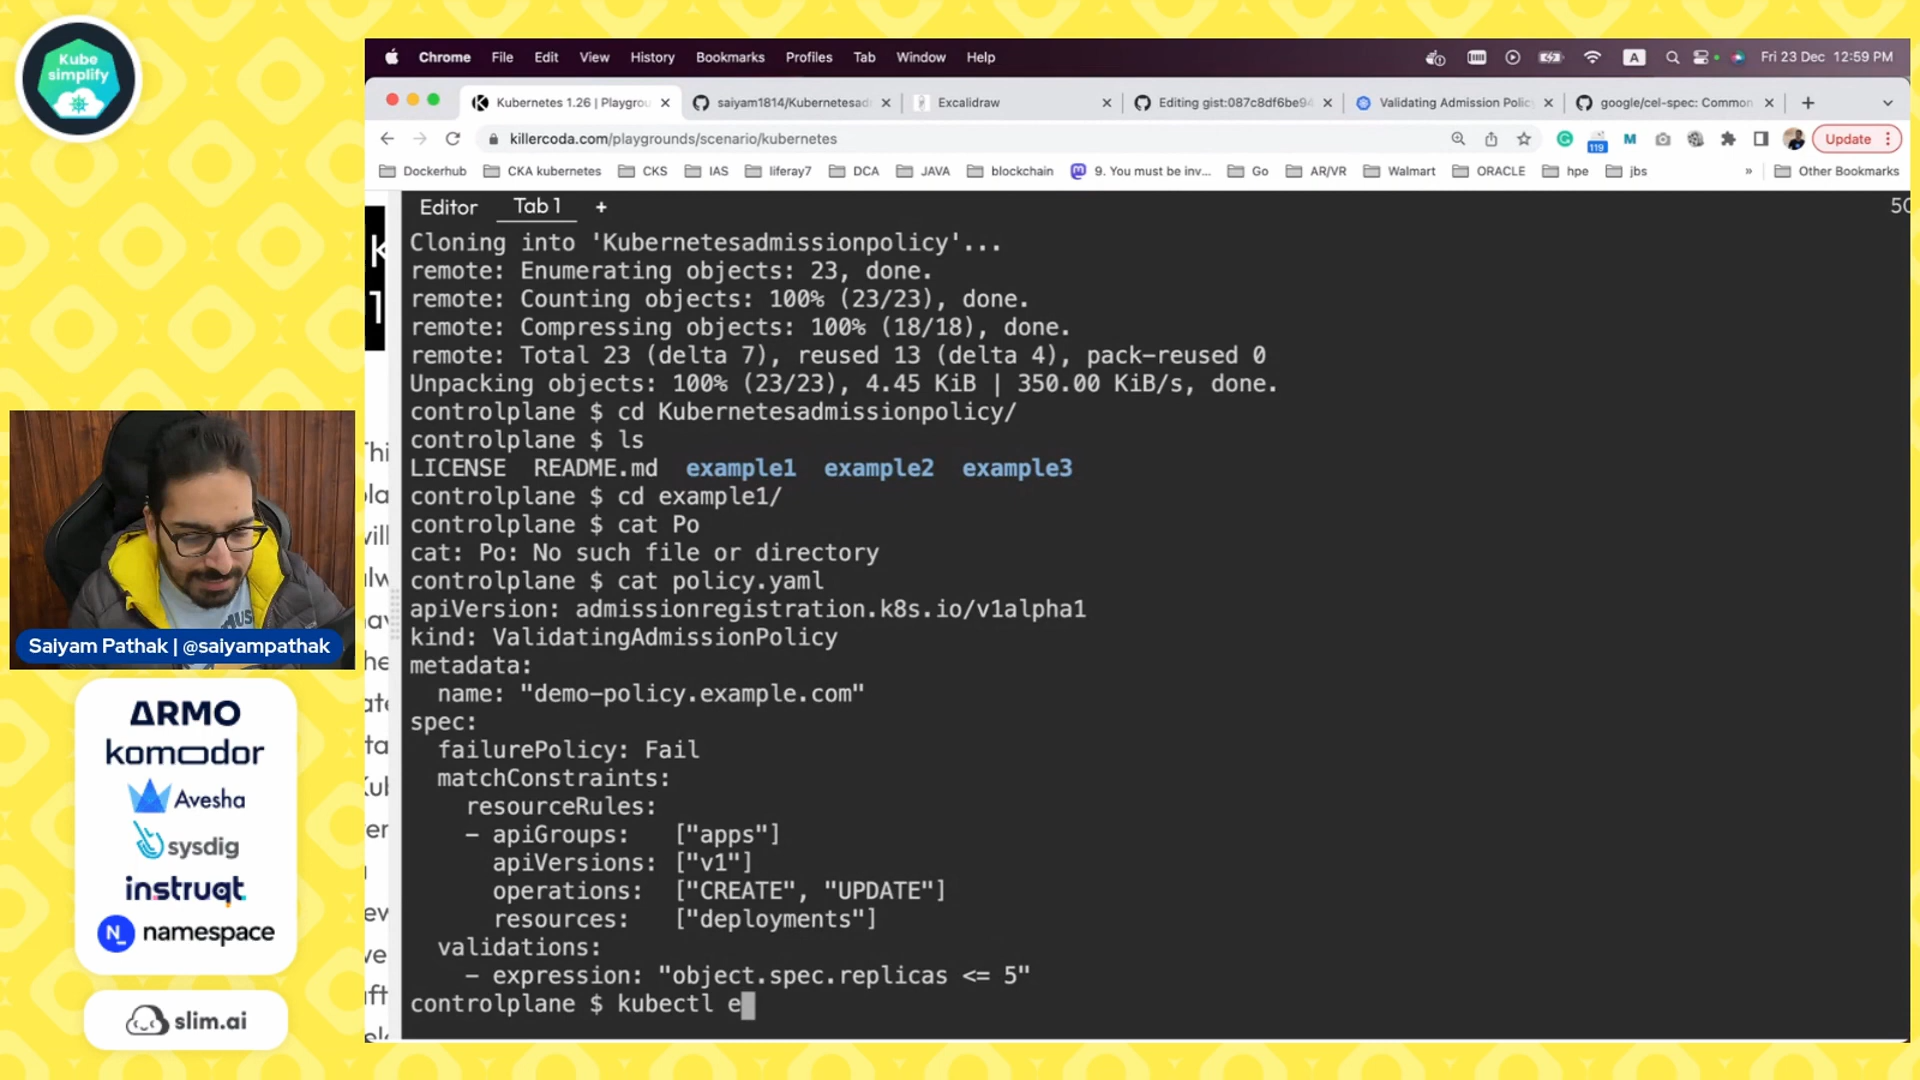 Kube
simplify
Chrome File Edit View History Bookmarks Profiles Tab Window Help
A
Fri 23 Dec 12:59 PM
Kubernetes 1.26 | Playgrou
saiyam1814/Kubernetesad
Excalidraw
Editing gist:087c8df6be94
Validating Admission Polic
google/cel-spec: Common
killercoda.com/playgrounds/scenario/kubernetes
119
M
Update
Dockerhub CKA kubernetes CKS IAS liferay7 DCA JAVA blockchain 9. You must be inv... Go AR/VR Walmart ORACLE hpe jbs » Other Bookmarks
Editor Tab 1 +
Cloning into 'Kubernetesadmissionpolicy'...
remote: Enumerating objects: 23, done.
remote: Counting objects: 100% (23/23), done.
remote: Compressing objects: 100% (18/18), done.
remote: Total 23 (delta 7), reused 13 (delta 4), pack-reused 0
Unpacking objects: 100% (23/23), 4.45 KiB | 350.00 KiB/s, done.
controlplane $ cd Kubernetesadmissionpolicy/
controlplane $ ls
LICENSE README.md example1 example2 example3
controlplane $ cd example1/
controlplane $ cat Po
cat: Po: No such file or directory
controlplane $ cat policy.yaml
apiVersion: admissionregistration.k8s.io/v1alpha1
kind: ValidatingAdmissionPolicy
metadata:
  name: "demo-policy.example.com"
spec:
  failurePolicy: Fail
  matchConstraints:
    resourceRules:
    - apiGroups:   ["apps"]
      apiVersions: ["v1"]
      operations:  ["CREATE", "UPDATE"]
      resources:   ["deployments"]
  validations:
    - expression: "object.spec.replicas <= 5"
controlplane $ kubectl e
Saiyam Pathak | @saiyampathak
ARMO
komodor
Avesha
sysdig
instruqt
N_ namespace
slim.ai